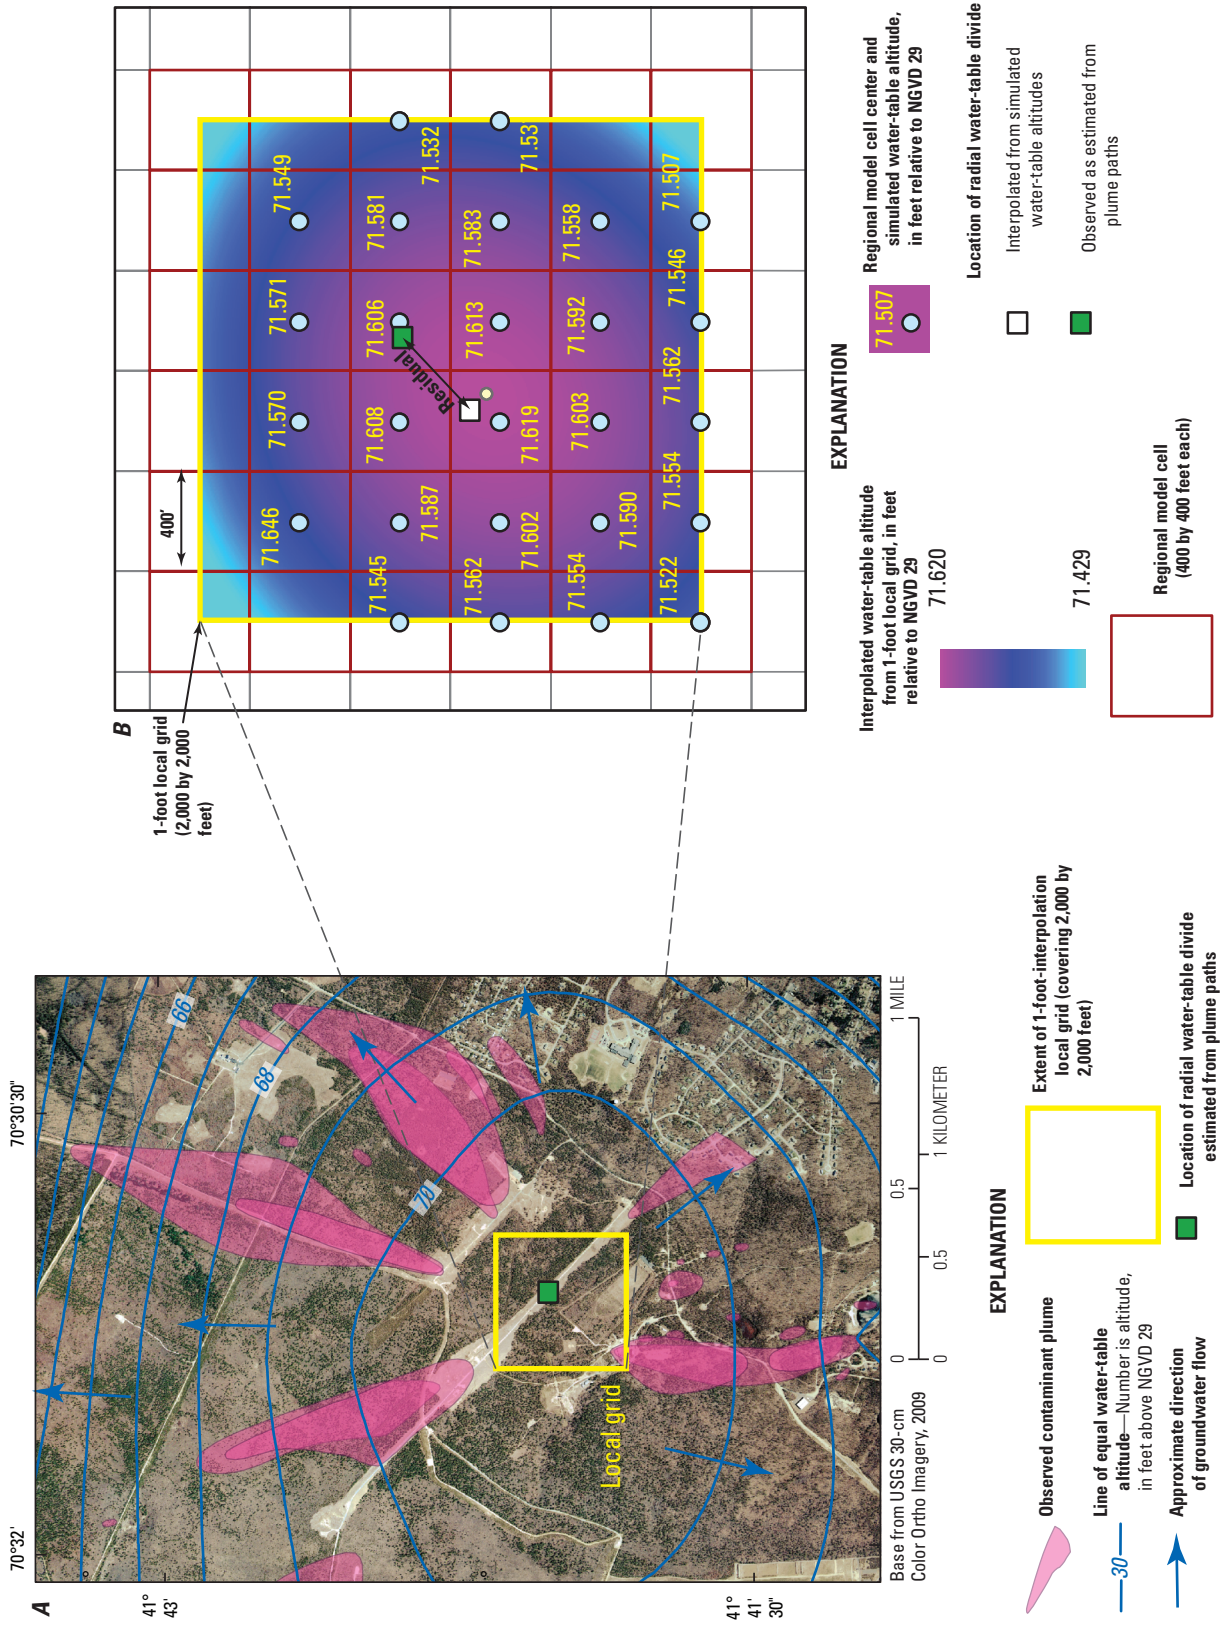 A
70°32'
70°30'30"
41°
43'
41°
41'
30"
66
68
70
Local grid
Base from USGS 30-cm
Color Ortho Imagery, 2009
0
0.5
1 MILE
0
0.5
1 KILOMETER
EXPLANATION
Observed contaminant plume
Line of equal water-table
altitude—Number is altitude,
in feet above NGVD 29
30
Approximate direction
of groundwater flow
Extent of 1-foot-interpolation
local grid (covering 2,000 by
2,000 feet)
Location of radial water-table divide
estimated from plume paths
B
1-foot local grid
(2,000 by 2,000
feet)
400'
71.646
71.570
71.571
71.549
71.545
71.587
71.608
71.606
71.581
71.532
Residual
71.562
71.602
71.619
71.613
71.583
71.53
71.554
71.590
71.603
71.592
71.558
71.522
71.554
71.562
71.546
71.507
EXPLANATION
Interpolated water-table altitude
from 1-foot local grid, in feet
relative to NGVD 29
71.620
71.429
Regional model cell
(400 by 400 feet each)
71.507
Regional model cell center and
simulated water-table altitude,
in feet relative to NGVD 29
Location of radial water-table divide
Interpolated from simulated
water-table altitudes
Observed as estimated from
plume paths